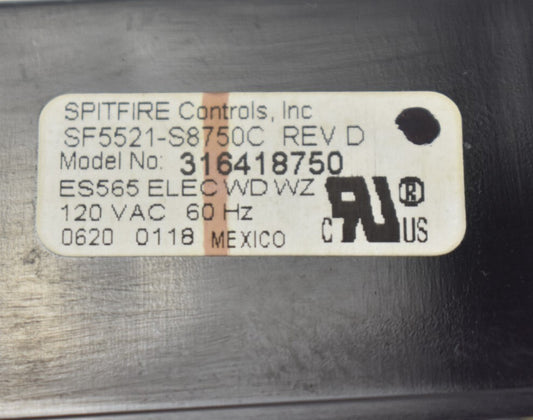 SPITFIRE Controls, Inc
SF5521-S8750C REV D
Model No: 316418750
ES565 ELEC WD WZ
120 VAC 60 Hz
0620 0118 MEXICO
C RU US ®